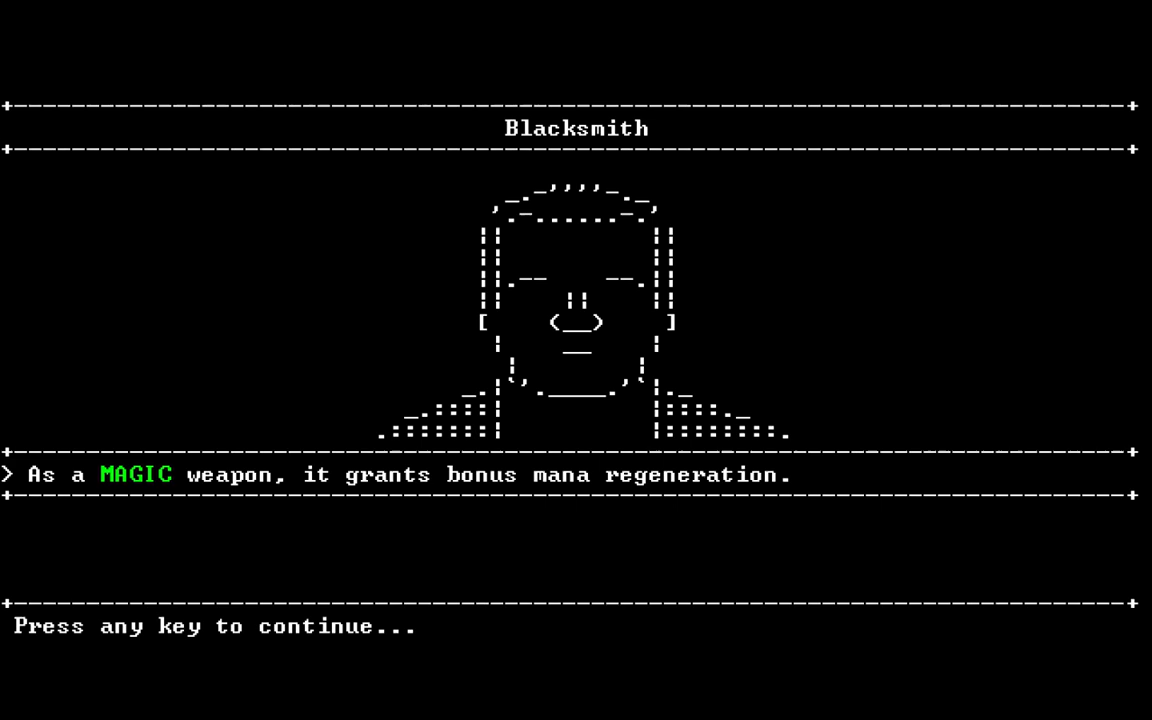 Blacksmith
> As a MAGIC weapon, it grants bonus mana regeneration.
Press any key to continue...